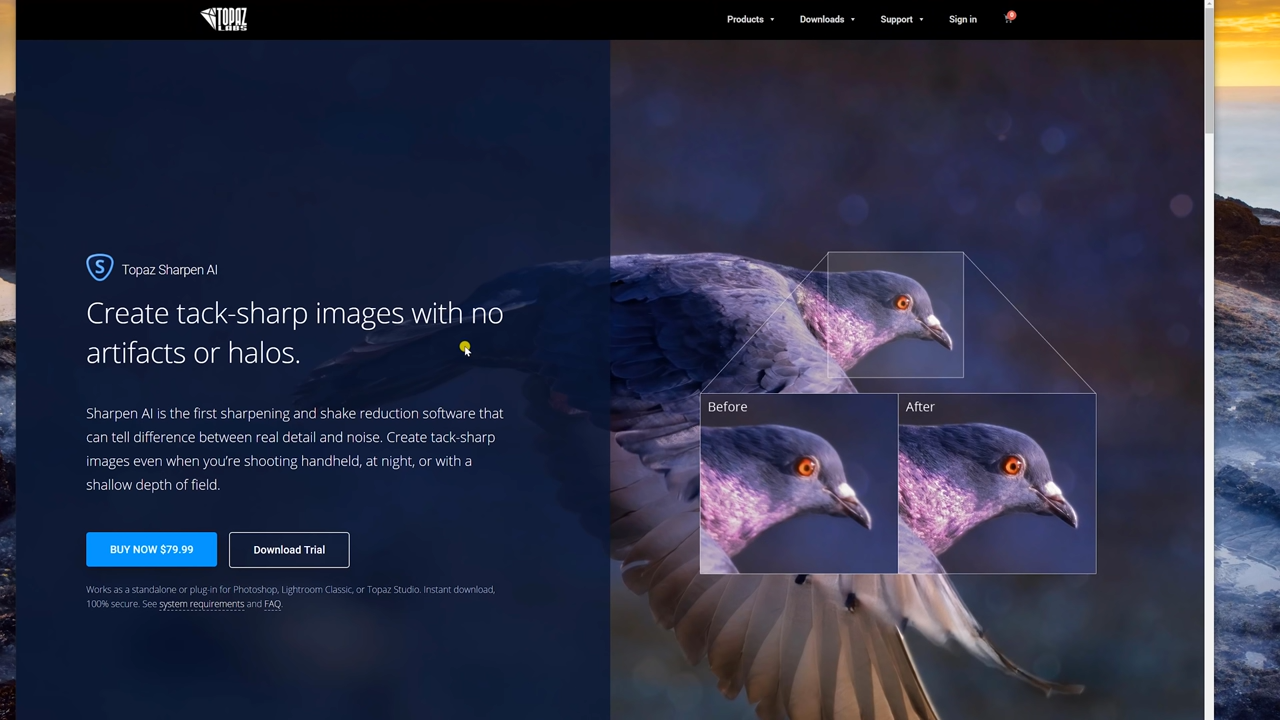 TOPAZ
LABS
Products
Downloads
Support
Sign in
0
S
Topaz Sharpen AI
Create tack-sharp images with no
artifacts or halos.
Sharpen AI is the first sharpening and shake reduction software that
can tell difference between real detail and noise. Create tack-sharp
images even when you're shooting handheld, at night, or with a
shallow depth of field.
BUY NOW $79.99
Download Trial
Works as a standalone or plug-in for Photoshop, Lightroom Classic, or Topaz Studio. Instant download,
100% secure. See system requirements and FAQ.
Before
After